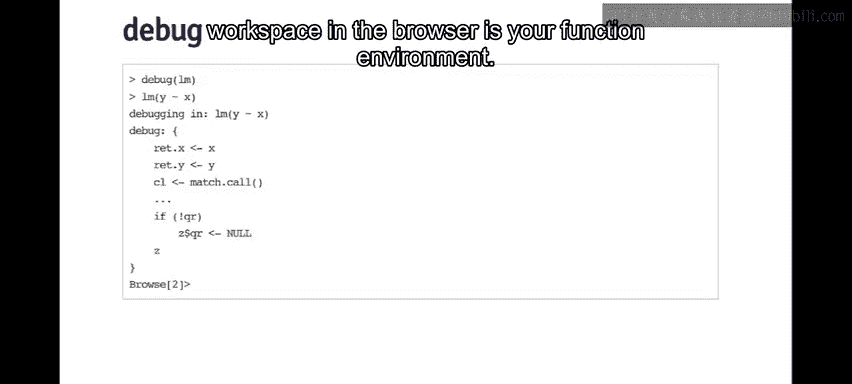 debug
workspace in the browser is your function
environment.
> debug(lm)
> lm(y ~ x)
debugging in: lm(y ~ x)
debug: {
    ret.x <- x
    ret.y <- y
    cl <- match.call()
    ...
    if (!qr)
        z$qr <- NULL
    z
}
Browse[2]>